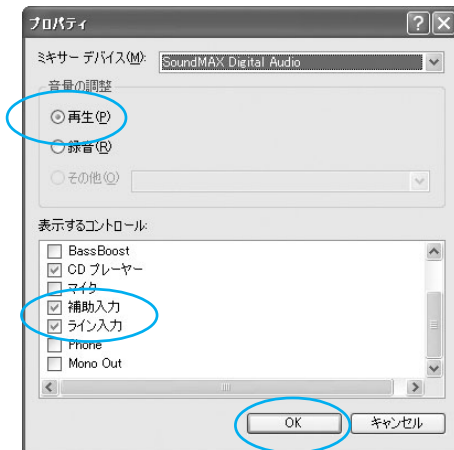 プロパティ
ミキサー デバイス(M): SoundMAX Digital Audio
音量の調整
再生(P)
録音(R)
その他(O)
表示するコントロール:
BassBoost
CD プレーヤー
マイク
補助入力
ライン入力
Phone
Mono Out
OK キャンセル